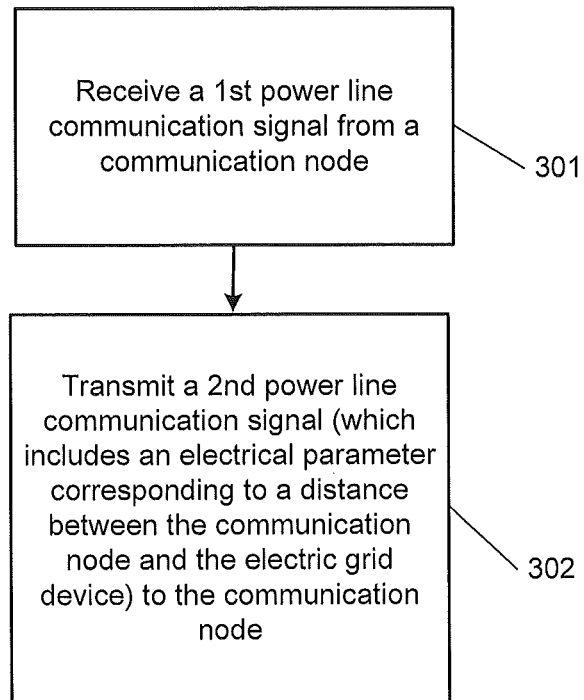 Receive a 1st power line
communication signal from a
communication node
301
Transmit a 2nd power line
communication signal (which
includes an electrical parameter
corresponding to a distance
between the communication
node and the electric grid
device) to the communication
node
302